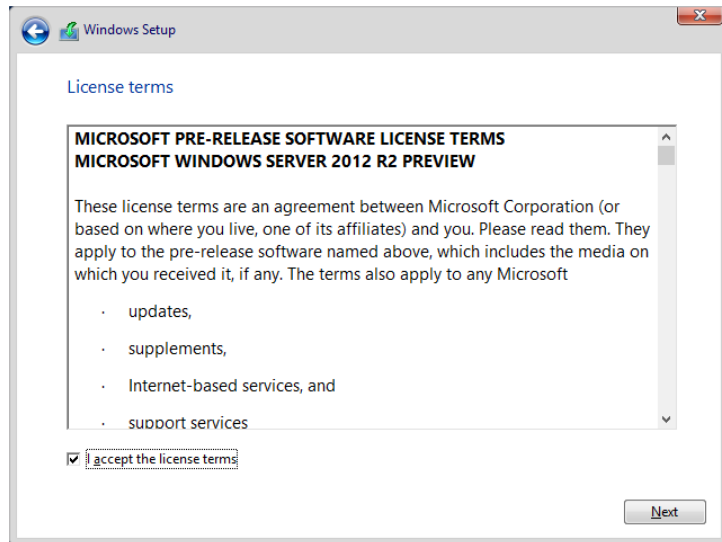 Windows Setup
License terms
MICROSOFT PRE-RELEASE SOFTWARE LICENSE TERMS
MICROSOFT WINDOWS SERVER 2012 R2 PREVIEW
These license terms are an agreement between Microsoft Corporation (or
based on where you live, one of its affiliates) and you. Please read them. They
apply to the pre-release software named above, which includes the media on
which you received it, if any. The terms also apply to any Microsoft
· updates,
· supplements,
· Internet-based services, and
· support services
I accept the license terms
Next